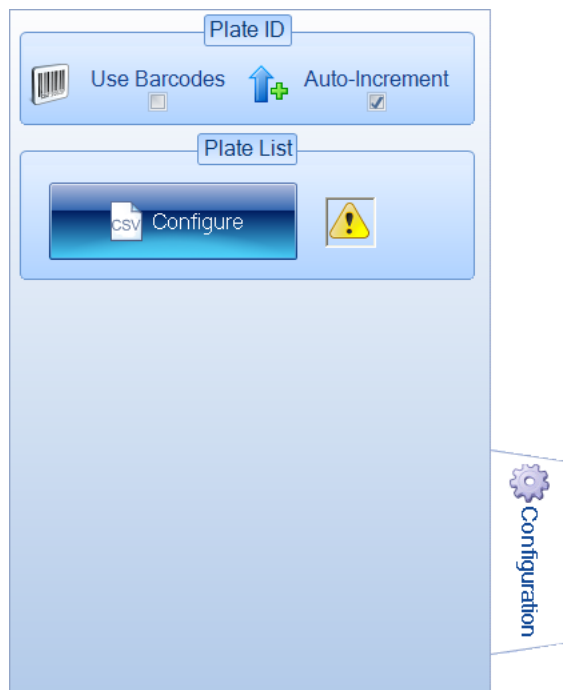 Plate ID
Use Barcodes
Auto-Increment
Plate List
CSV
Configure
Configuration